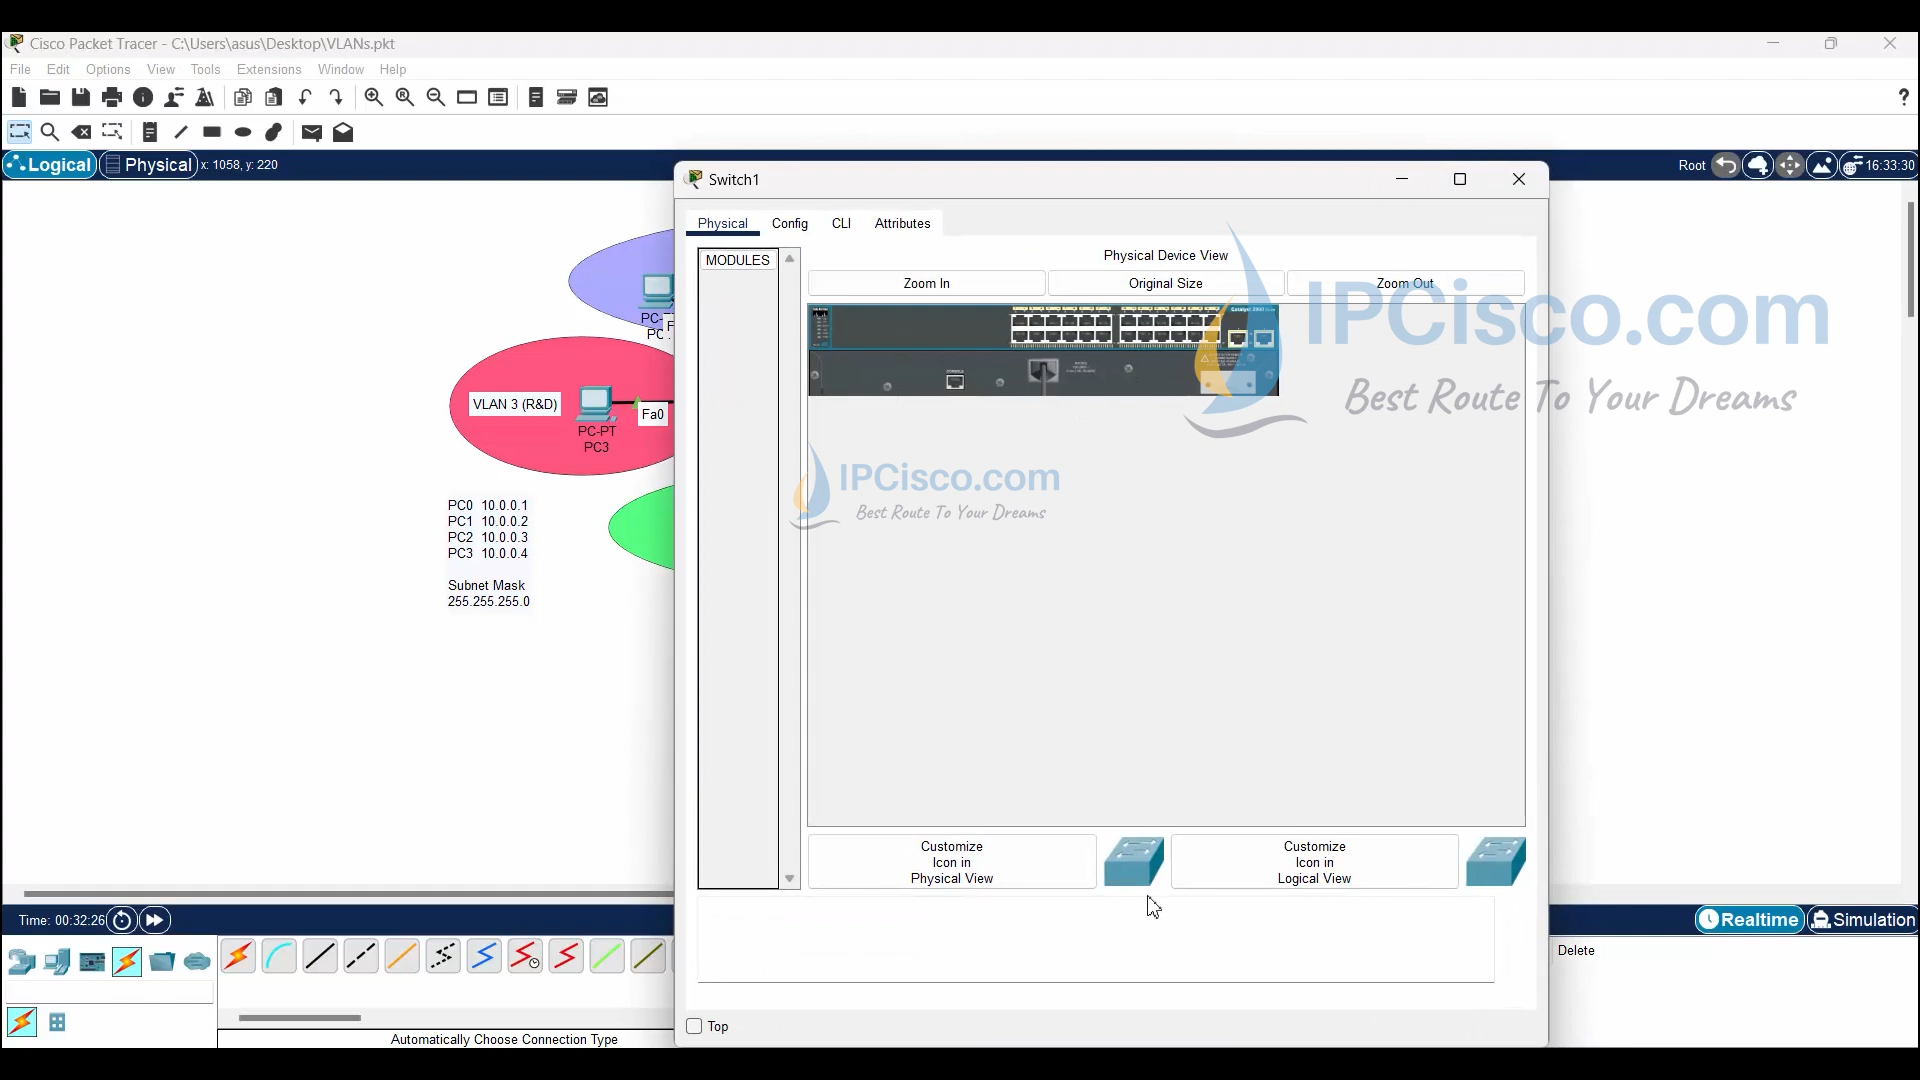 Cisco Packet Tracer - C:\Users\asus\Desktop\VLANs.pkt
File Edit Options View Tools Extensions Window Help
?
Logical Physical x: 1058, y: 220
Root 16:33:30
Switch1
Physical Config CLI Attributes
MODULES
Physical Device View
Zoom In Original Size Zoom Out
IPCisco.com
Best Route To Your Dreams
IPCisco.com
Best Route To Your Dreams
VLAN 3 (R&D)
Fa0
PC-PT
PC3
PC0 10.0.0.1
PC1 10.0.0.2
PC2 10.0.0.3
PC3 10.0.0.4
Subnet Mask
255.255.255.0
Customize
Icon in
Physical View
Customize
Icon in
Logical View
Time: 00:32:26
Realtime Simulation
Delete
Top
Automatically Choose Connection Type